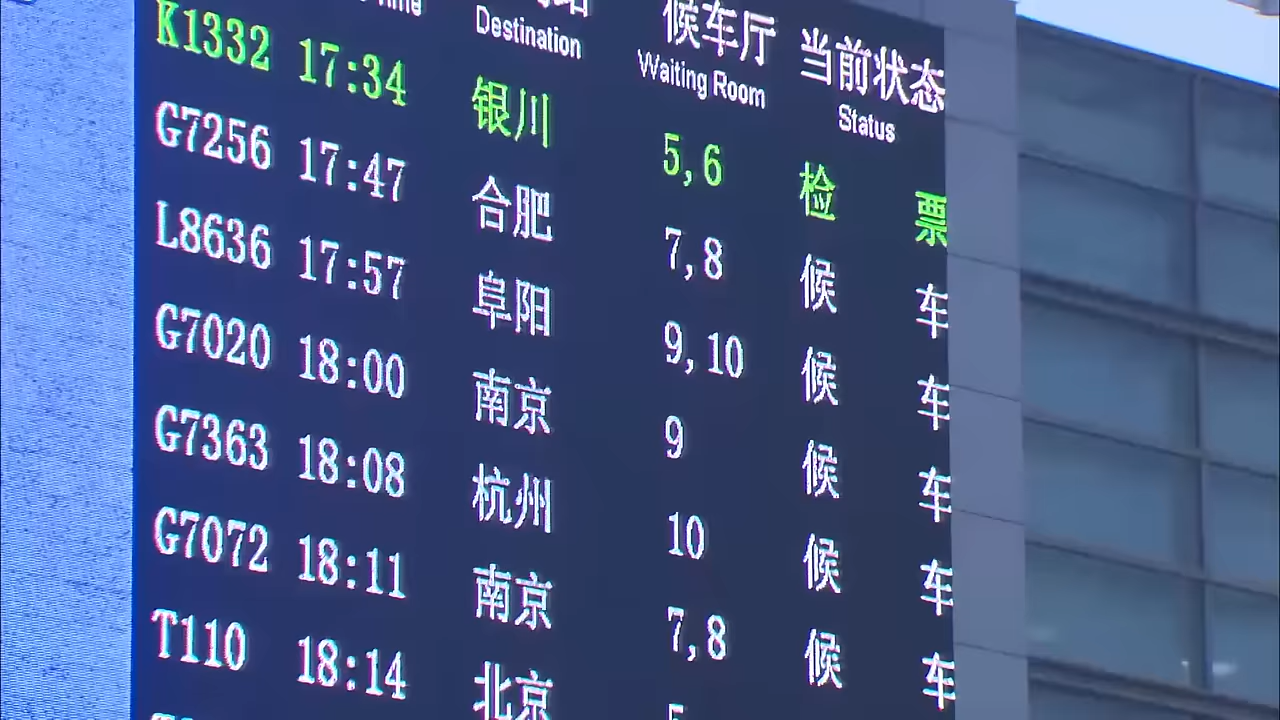 Time
站
Destination
候车厅
Waiting Room
当前状态
Status
K1332 17:34 银川 5,6 检 票
G7256 17:47 合肥 7,8 候 车
L8636 17:57 阜阳 9,10 候 车
G7020 18:00 南京 9 候 车
G7363 18:08 杭州 10 候 车
G7072 18:11 南京 7,8 候 车
T110 18:14 北京